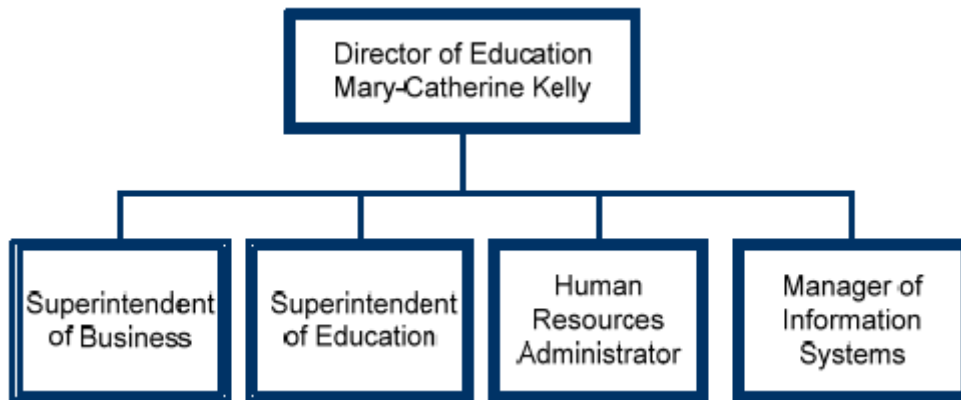 Director of Education
Mary-Catherine Kelly
Superintendent
of Business
Superintendent
of Education
Human
Resources
Administrator
Manager of
Information
Systems